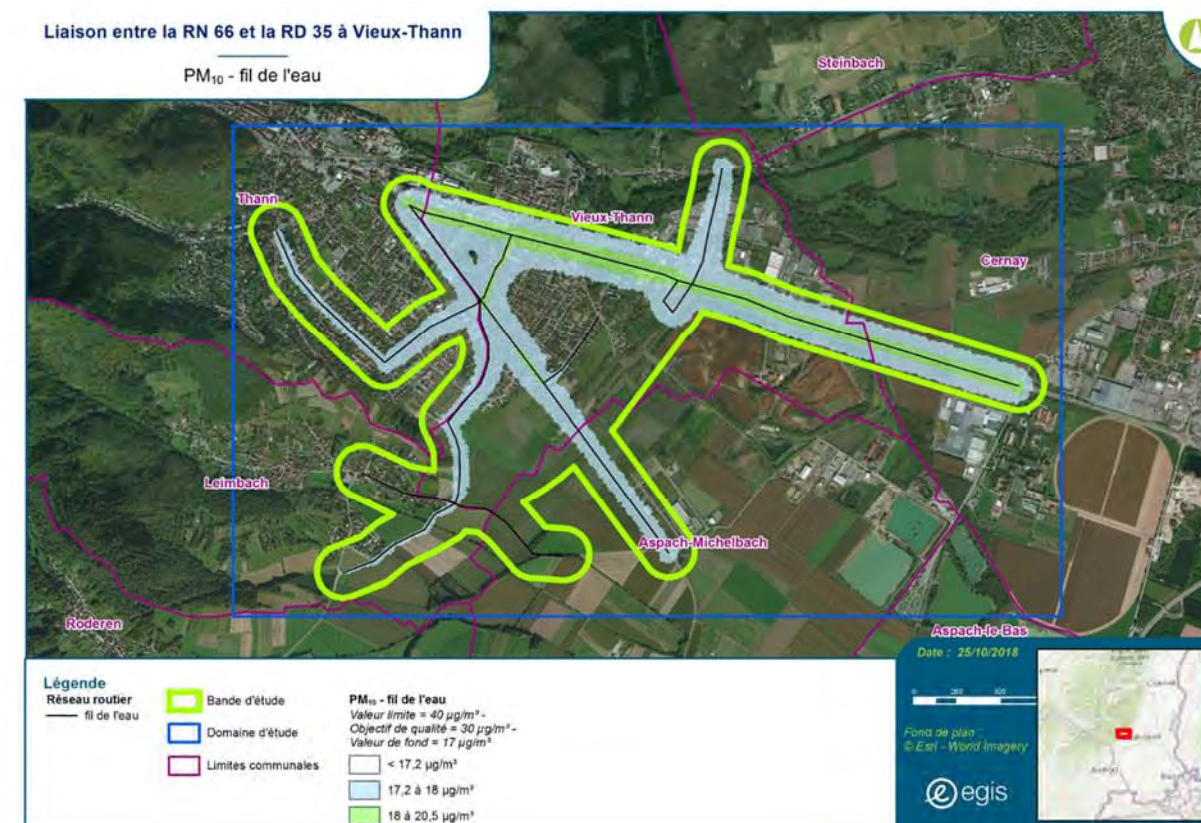 Liaison entre la RN 66 et la RD 35 à Vieux-Thann
PM₁₀ - fil de l'eau
Steinbach
Thann
Vieux-Thann
Cernay
Leimbach
Aspach-Michelbach
Roderen
Aspach-le-Bas
Légende
Réseau routier
fil de l'eau
Bande d'étude
Domaine d'étude
Limites communales
PM₁₀ - fil de l'eau
Valeur limite = 40 µg/m³ -
Objectif de qualité = 30 µg/m³ -
Valeur de fond = 17 µg/m³
< 17,2 µg/m³
17,2 à 18 µg/m³
18 à 20,5 µg/m³
Date : 25/10/2018
0
Fond de plan :
© Esri - World Imagery
egis